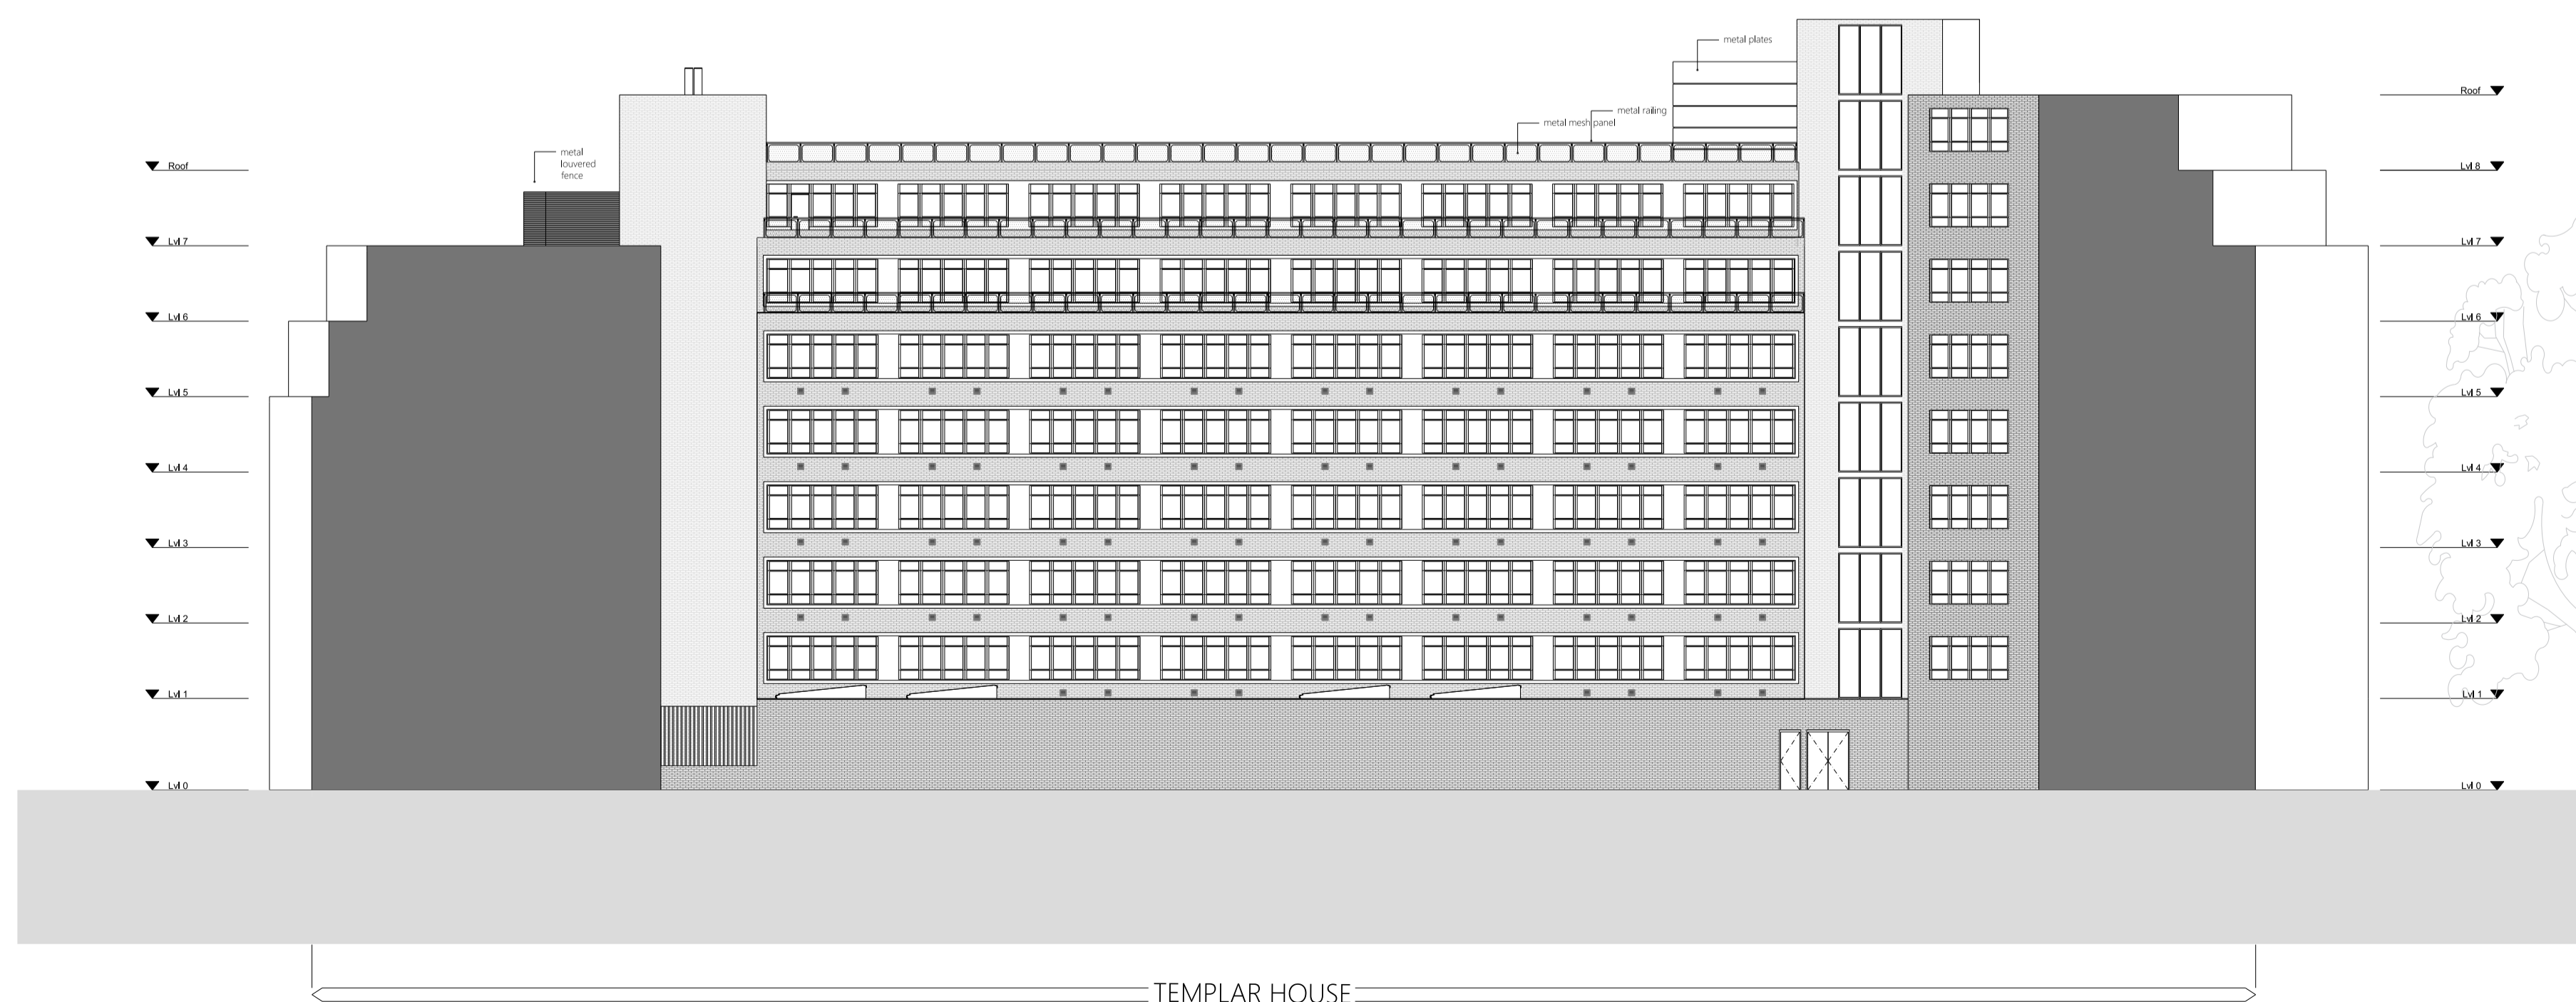 metal plates
metal railing
metal mesh panel
metal
louvered
fence
Roof
Lvl 7
Lvl 6
Lvl 5
Lvl 4
Lvl 3
Lvl 2
Lvl 1
Lvl 0
Roof
Lvl 8
Lvl 7
Lvl 6
Lvl 5
Lvl 4
Lvl 3
Lvl 2
Lvl 1
Lvl 0
TEMPLAR HOUSE